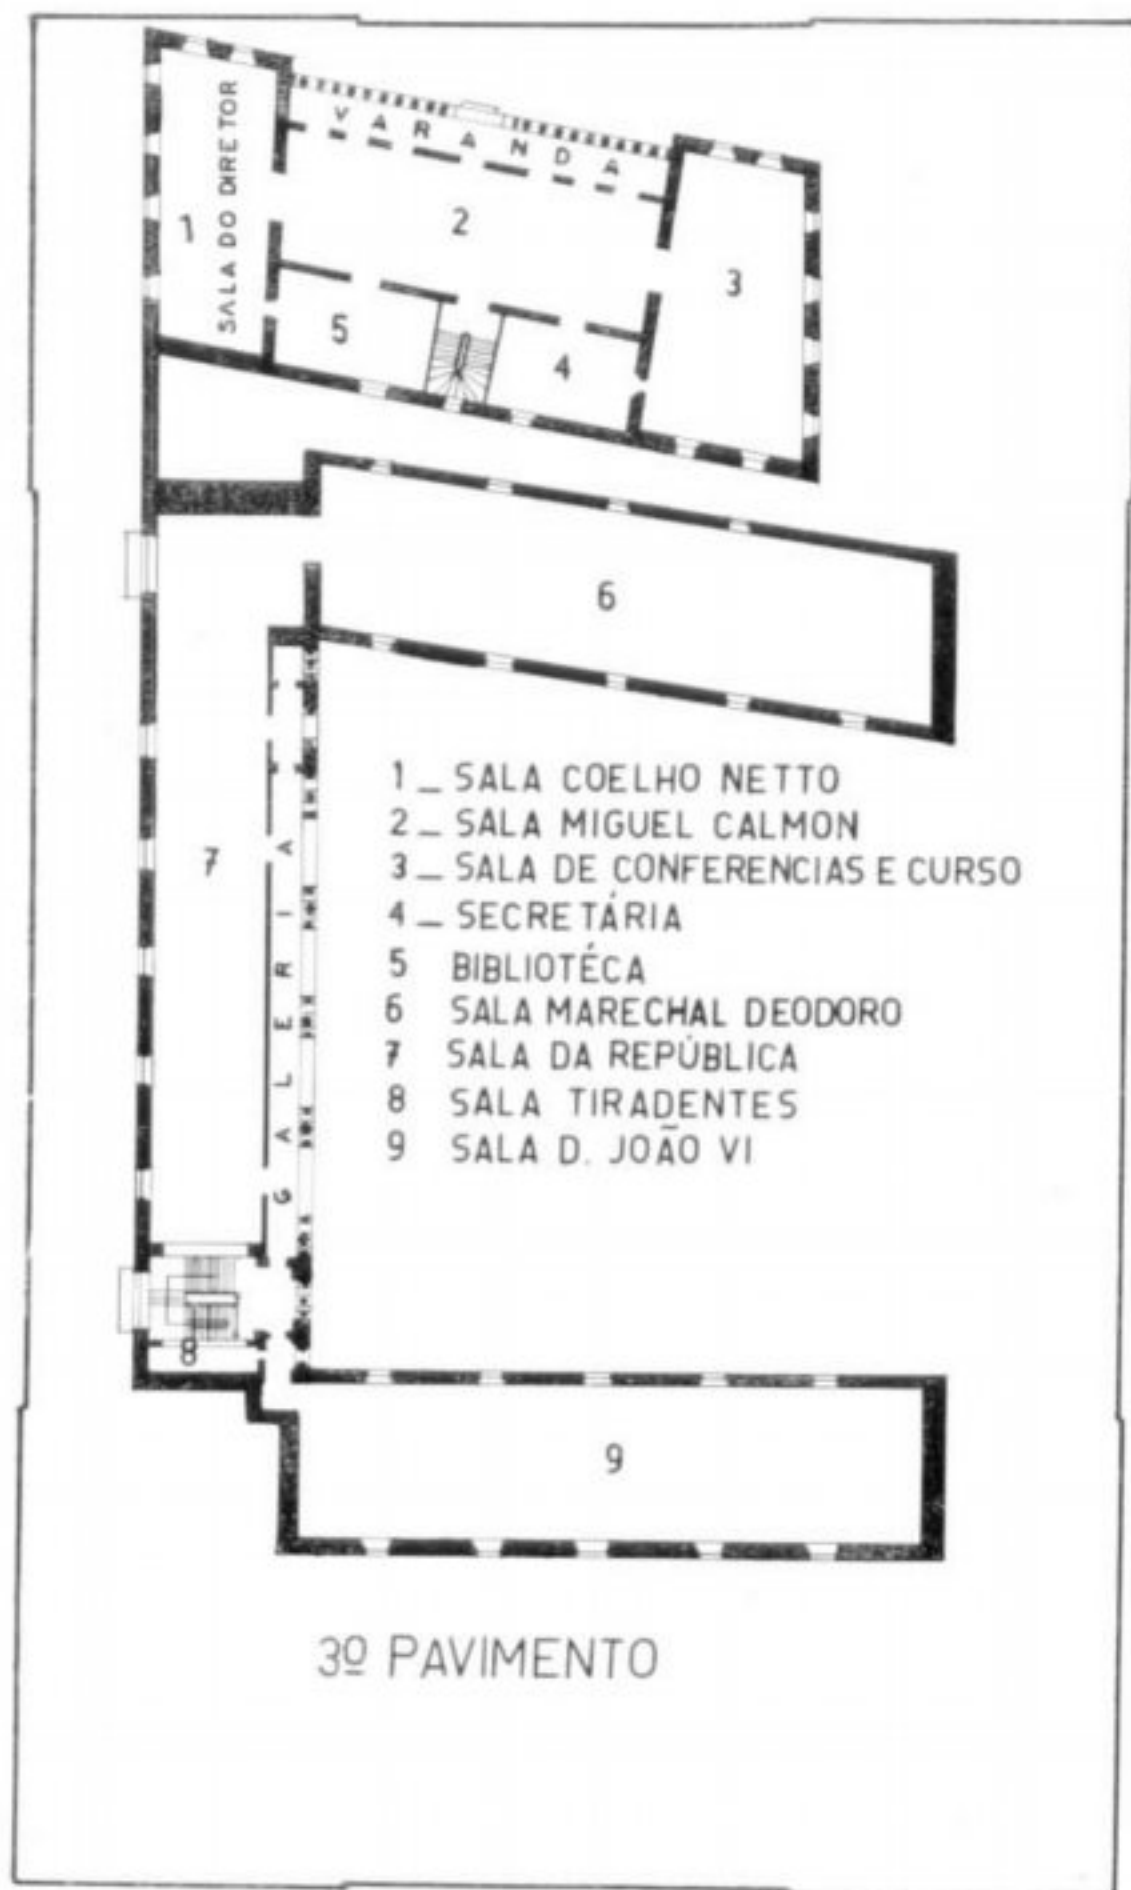 VARANDA
1
SALA DO DIRETOR
2
3
5
4
6
7
GALERIA
1 _ SALA COELHO NETTO
2 _ SALA MIGUEL CALMON
3 _ SALA DE CONFERENCIAS E CURSO
4 _ SECRETÁRIA
5 BIBLIOTÉCA
6 SALA MARECHAL DEODORO
7 SALA DA REPÚBLICA
8 SALA TIRADENTES
9 SALA D. JOÃO VI
8
9
3º PAVIMENTO